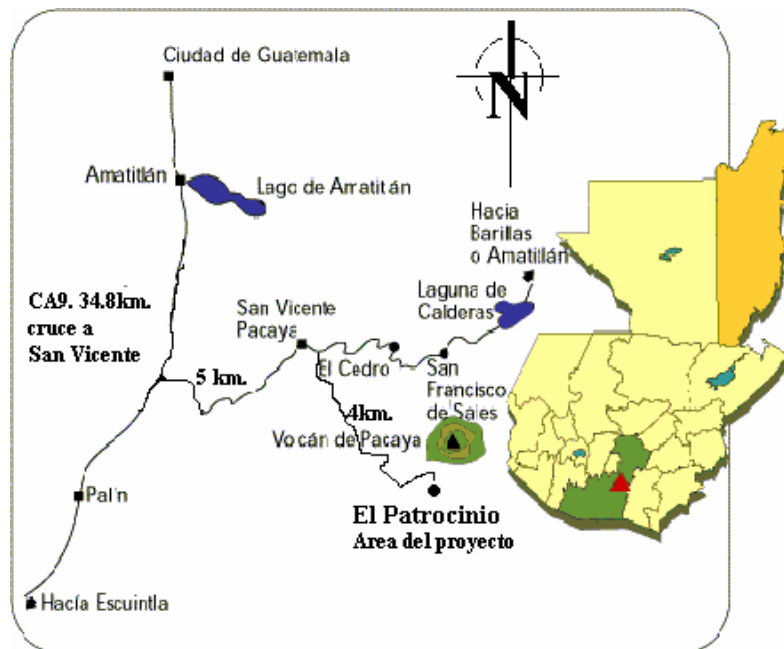 Ciudad de Guatemala
N
Amatitlán
Lago de Amatitán
Hacia
Barillas
o Amatitlán
Laguna de
Calderas
CA9. 34.8km.
cruce a
San Vicente
San Vicente
Pacaya
El Cedro
San
Francisco
de Sales
5 km.
4km.
Vocán de Pacaya
Pal'n
El Patrocinio
Area del proyecto
Hacía Escuintla